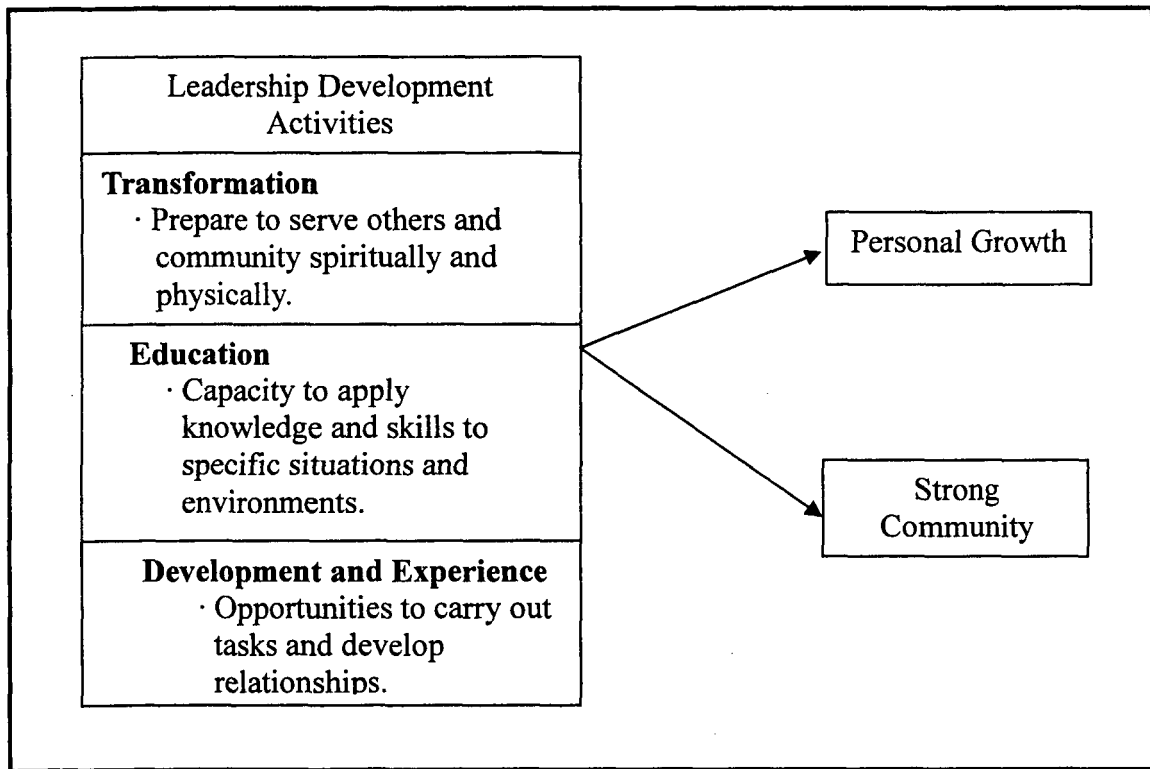 Leadership Development
Activities
Transformation
· Prepare to serve others and
community spiritually and
physically.
Education
· Capacity to apply
knowledge and skills to
specific situations and
environments.
Development and Experience
· Opportunities to carry out
tasks and develop
relationships.
Personal Growth
Strong
Community